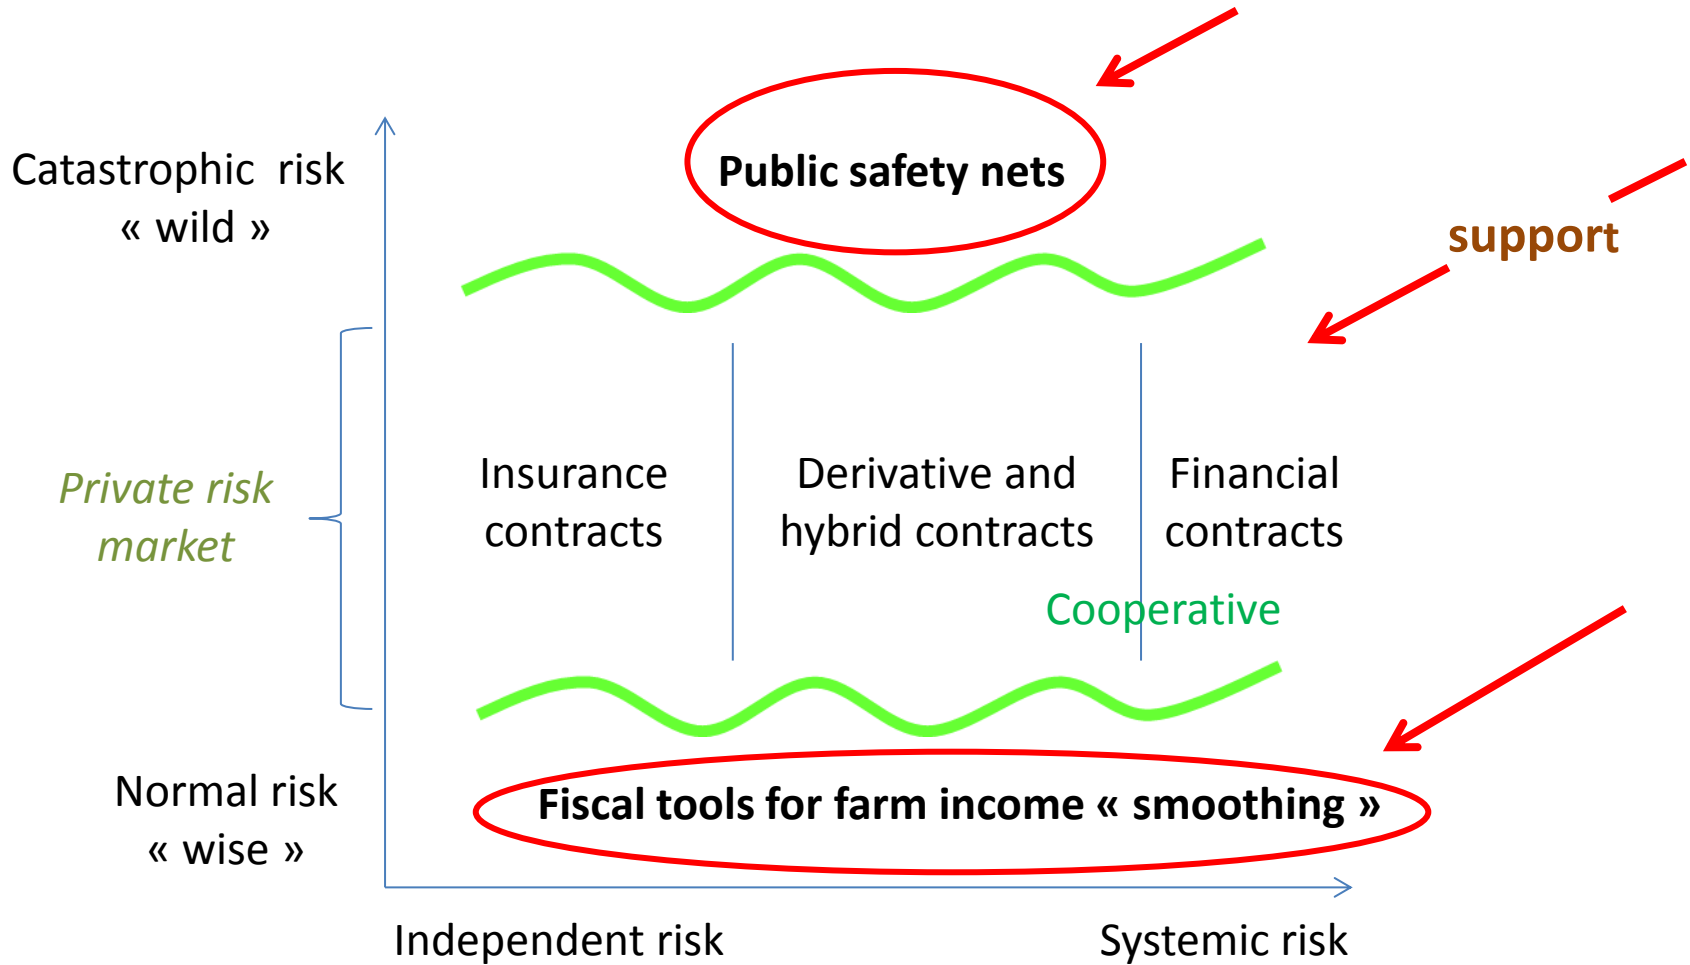 Public safety nets
Catastrophic risk
« wild »
support
Private risk
market
Insurance
contracts
Derivative and
hybrid contracts
Financial
contracts
Cooperative
Normal risk
« wise »
Fiscal tools for farm income « smoothing »
Independent risk
Systemic risk